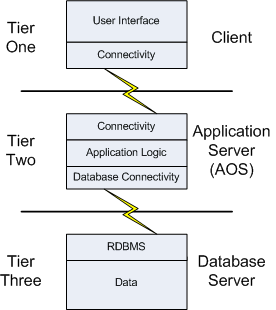 Tier
One
User Interface
Connectivity
Client
Tier
Two
Connectivity
Application Logic
Database Connectivity
Application
Server
(AOS)
Tier
Three
RDBMS
Data
Database
Server